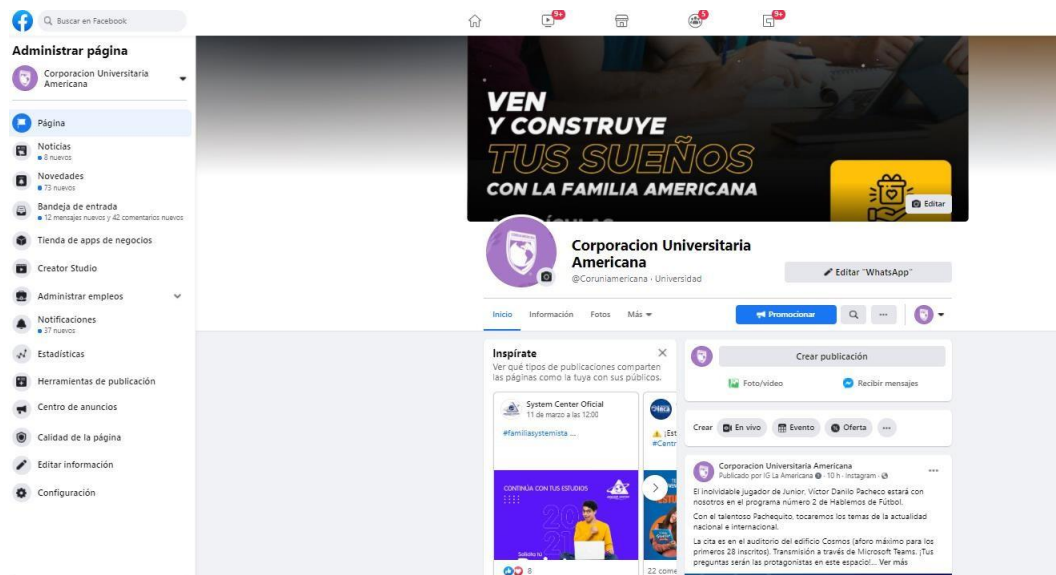 Buscar en Facebook
9+
5
9+
Administrar página
Corporacion Universitaria
Americana
Página
Noticias
8 nuevos
Novedades
73 nuevos
Bandeja de entrada
12 mensajes nuevos y 42 comentarios nuevos
Tienda de apps de negocios
Creator Studio
Administrar empleos
Notificaciones
37 nuevos
Estadísticas
Herramientas de publicación
Centro de anuncios
Calidad de la página
Editar información
Configuración
VEN
Y CONSTRUYE
TUS SUEÑOS
CON LA FAMILIA AMERICANA
Editar
Corporacion Universitaria
Americana
@Coruniamericana · Universidad
Editar "WhatsApp"
Inicio
Información
Fotos
Más
Promocionar
Inspírate
Ver qué tipos de publicaciones comparten
las páginas como la tuya con sus públicos.
System Center Oficial
11 de marzo a las 12:00
#familiasystemista ...
¡Est
#Centr
CONTINÚA CON TUS ESTUDIOS
2021
Solicita tú
8
22 come
Crear publicación
Foto/video
Recibir mensajes
Crear
En vivo
Evento
Oferta
Corporacion Universitaria Americana
Publicado por IG La Americana · 10 h · Instagram ·
El inolvidable jugador de Junior, Víctor Danilo Pacheco estará con
nosotros en el programa número 2 de Hablemos de Fútbol.
Con el talentoso Pachequito, tocaremos los temas de la actualidad
nacional e internacional.
La cita es en el auditorio del edificio Cosmos (aforo máximo para los
primeros 28 inscritos). Transmisión a través de Microsoft Teams. ¡Tus
preguntas serán las protagonistas en este espacio!... Ver más